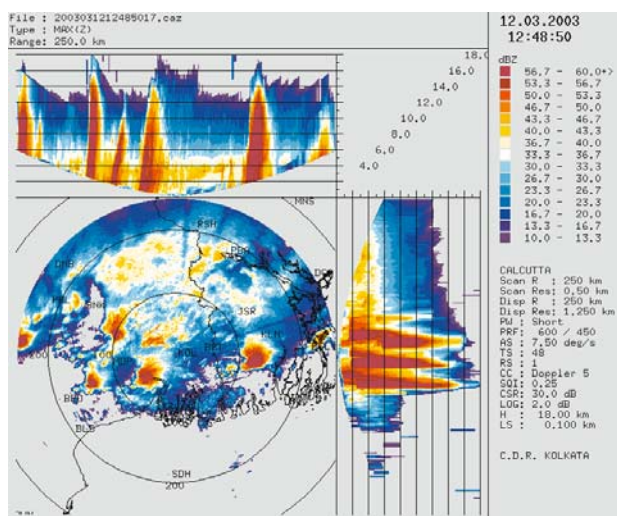 File : 2003031212485017.caz
Type : MAX(Z)
Range: 250.0 km
18.0
16.0
14.0
12.0
10.0
8.0
6.0
4.0
12.03.2003
12:48:50
dBZ
56.7 - 60.0+>
53.3 - 56.7
50.0 - 53.3
46.7 - 50.0
43.3 - 46.7
40.0 - 43.3
36.7 - 40.0
33.3 - 36.7
30.0 - 33.3
26.7 - 30.0
23.3 - 26.7
20.0 - 23.3
16.7 - 20.0
13.3 - 16.7
10.0 - 13.3
MNS
RSH
JSR
200
100
BLS
SDH
200
CALCUTTA
Scan R : 250 km
Scan Res: 0,50 km
Disp R : 250 km
Disp Res: 1,250 km
PW : Short
PRF: 600 / 450
AS : 7,50 deg/s
TS : 48
RS : 1
CC : Doppler 5
SQI: 0.25
CSR: 30.0 dB
LOG: 2.0 dB
H : 18.00 km
LS : 0.100 km
C.D.R. KOLKATA